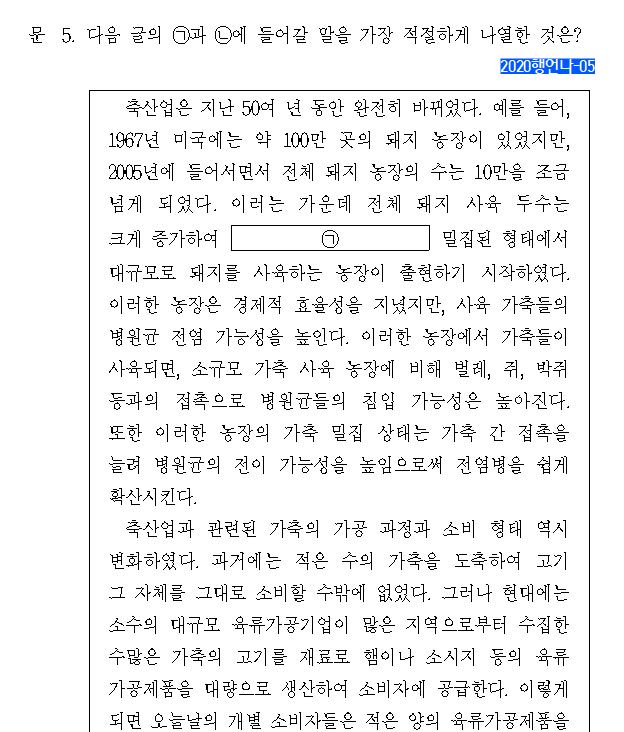 문 5. 다음 글의 ㉠과 ㉡에 들어갈 말을 가장 적절하게 나열한 것은?
2020행언나-05
축산업은 지난 50여 년 동안 완전히 바뀌었다. 예를 들어,
1967년 미국에는 약 100만 곳의 돼지 농장이 있었지만,
2005년에 들어서면서 전체 돼지 농장의 수는 10만을 조금
넘게 되었다. 이러는 가운데 전체 돼지 사육 두수는
크게 증가하여 ㉠ 밀집된 형태에서
대규모로 돼지를 사육하는 농장이 출현하기 시작하였다.
이러한 농장은 경제적 효율성을 지녔지만, 사육 가축들의
병원균 전염 가능성을 높인다. 이러한 농장에서 가축들이
사육되면, 소규모 가축 사육 농장에 비해 벌레, 쥐, 박쥐
등과의 접촉으로 병원균들의 침입 가능성은 높아진다.
또한 이러한 농장의 가축 밀집 상태는 가축 간 접촉을
늘려 병원균의 전이 가능성을 높임으로써 전염병을 쉽게
확산시킨다.
축산업과 관련된 가축의 가공 과정과 소비 형태 역시
변화하였다. 과거에는 적은 수의 가축을 도축하여 고기
그 자체를 그대로 소비할 수밖에 없었다. 그러나 현대에는
소수의 대규모 육류가공기업이 많은 지역으로부터 수집한
수많은 가축의 고기를 재료로 햄이나 소시지 등의 육류
가공제품을 대량으로 생산하여 소비자에 공급한다. 이렇게
되면 오늘날의 개별 소비자들은 적은 양의 육류가공제품을